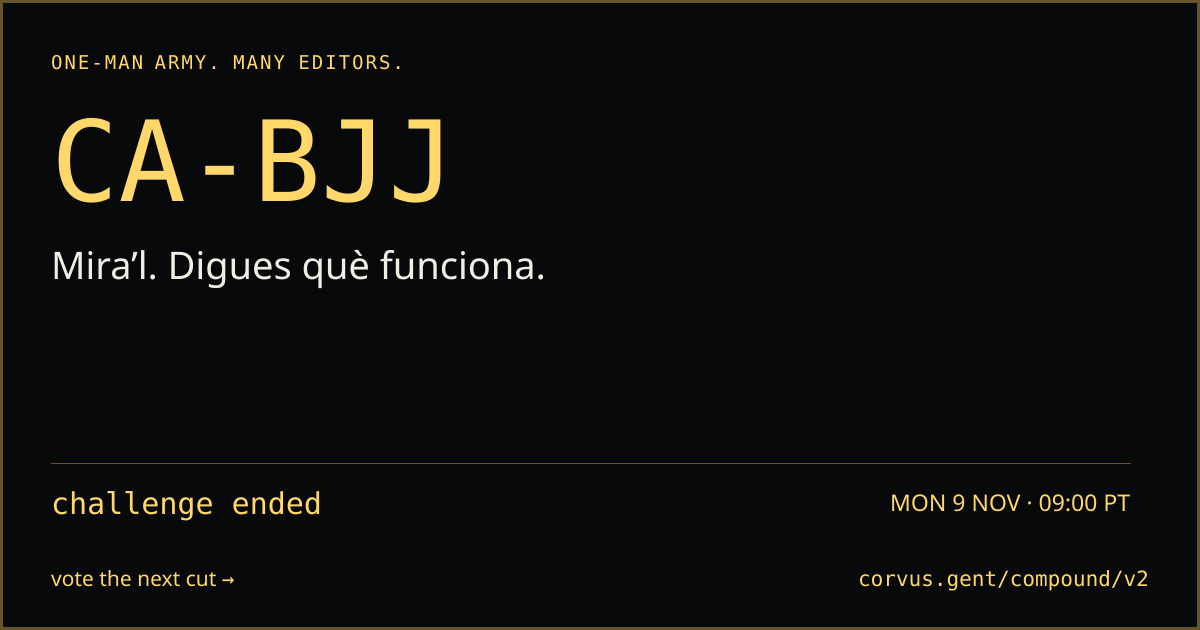 ONE-MAN ARMY. MANY EDITORS.
CA-BJJ
Mira’l. Digues què funciona.
challenge ended
MON 9 NOV · 09:00 PT
vote the next cut →
corvus.gent/compound/v2